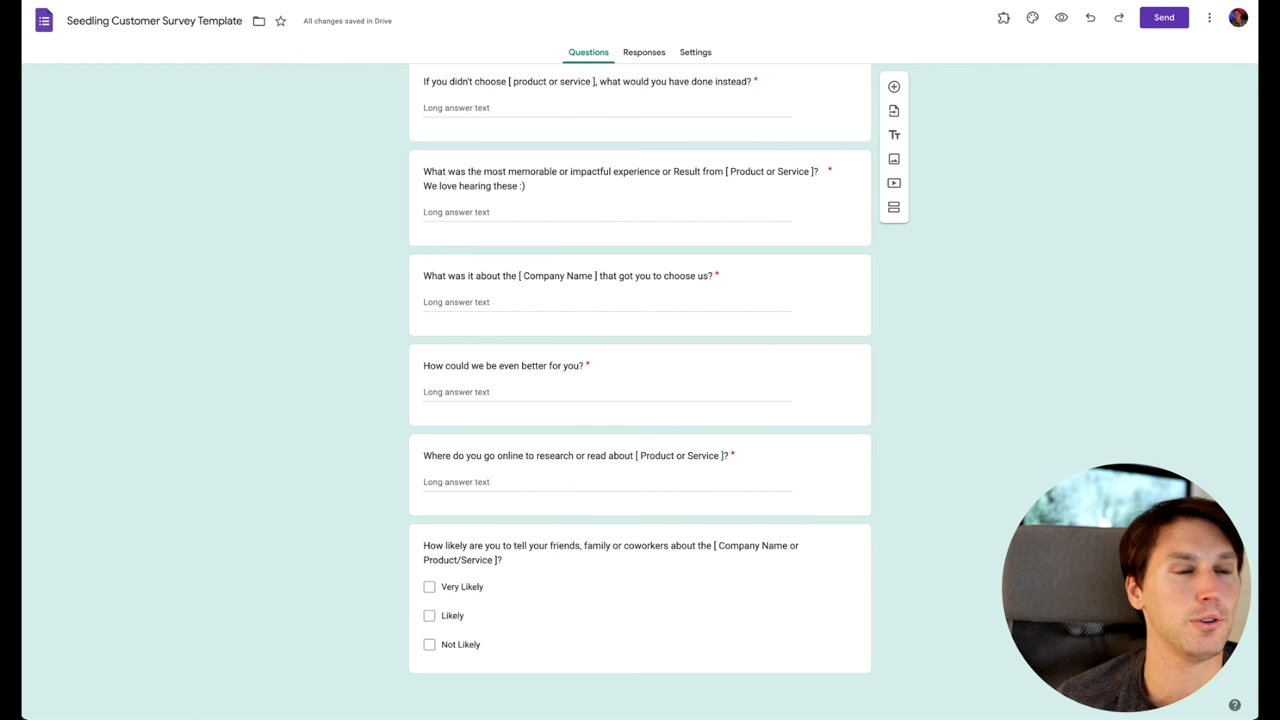 Seedling Customer Survey Template
All changes saved in Drive
Send
Questions
Responses
Settings
If you didn't choose [ product or service ], what would you have done instead? *
Long answer text
What was the most memorable or impactful experience or Result from [ Product or Service ]? *
We love hearing these :)
Long answer text
What was it about the [ Company Name ] that got you to choose us? *
Long answer text
How could we be even better for you? *
Long answer text
Where do you go online to research or read about [ Product or Service ]? *
Long answer text
How likely are you to tell your friends, family or coworkers about the [ Company Name or
Product/Service ]?
Very Likely
Likely
Not Likely